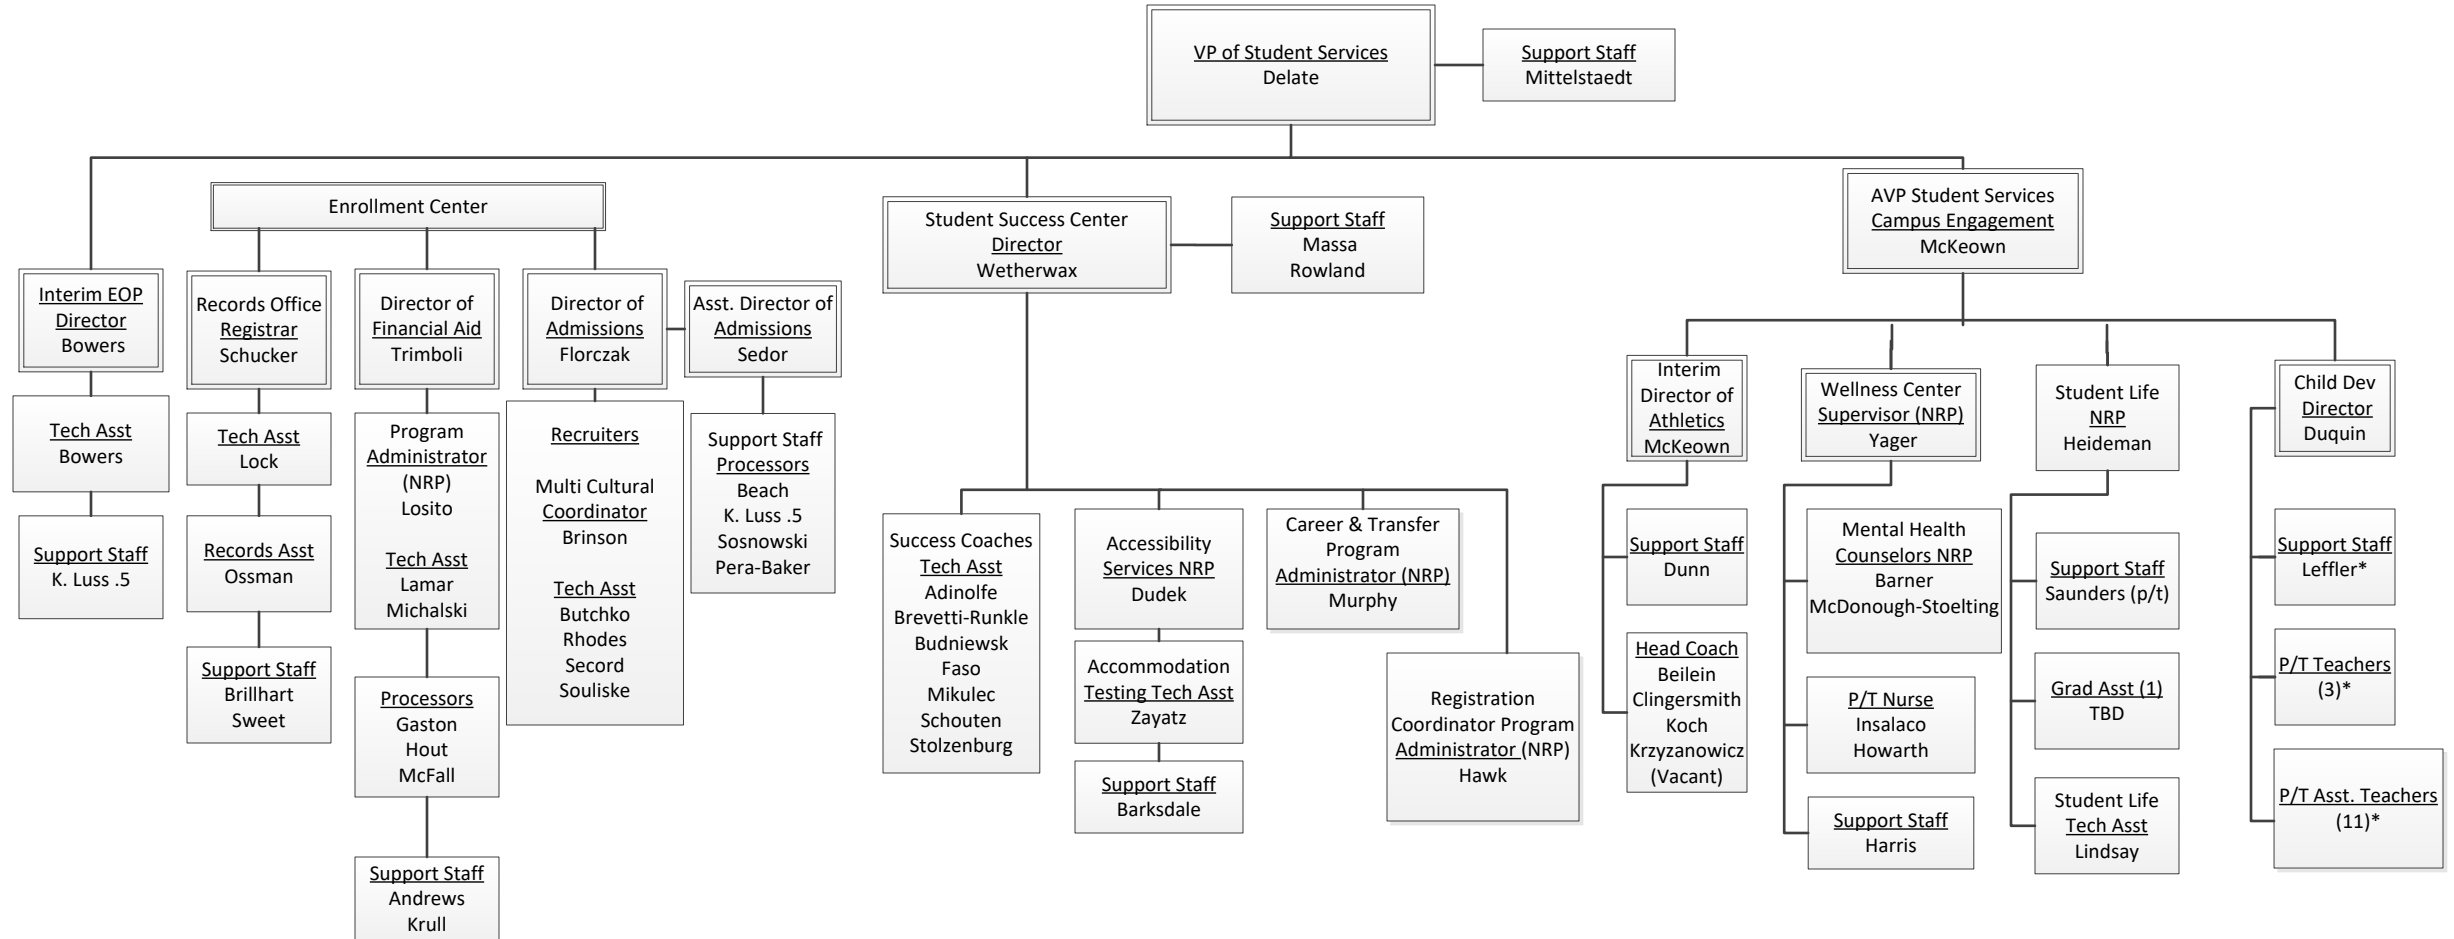 VP of Student Services
Delate
Support Staff
Mittelstaedt
Enrollment Center
Interim EOP
Director
Bowers
Tech Asst
Bowers
Support Staff
K. Luss .5
Records Office
Registrar
Schucker
Tech Asst
Lock
Records Asst
Ossman
Support Staff
Brillhart
Sweet
Director of
Financial Aid
Trimboli
Program
Administrator
(NRP)
Losito
Tech Asst
Lamar
Michalski
Processors
Gaston
Hout
McFall
Support Staff
Andrews
Krull
Director of
Admissions
Florczak
Recruiters
Multi Cultural
Coordinator
Brinson
Tech Asst
Butchko
Rhodes
Secord
Souliske
Asst. Director of
Admissions
Sedor
Support Staff
Processors
Beach
K. Luss .5
Sosnowski
Pera-Baker
Student Success Center
Director
Wetherwax
Support Staff
Massa
Rowland
Success Coaches
Tech Asst
Adinolfe
Brevetti-Runkle
Budniewsk
Faso
Mikulec
Schouten
Stolzenburg
Accessibility
Services NRP
Dudek
Accommodation
Testing Tech Asst
Zayatz
Support Staff
Barksdale
Career & Transfer
Program
Administrator (NRP)
Murphy
Registration
Coordinator Program
Administrator (NRP)
Hawk
AVP Student Services
Campus Engagement
McKeown
Interim
Director of
Athletics
McKeown
Support Staff
Dunn
Head Coach
Beilein
Clingersmith
Koch
Krzyzanowicz
(Vacant)
Wellness Center
Supervisor (NRP)
Yager
Mental Health
Counselors NRP
Barner
McDonough-Stoelting
P/T Nurse
Insalaco
Howarth
Support Staff
Harris
Student Life
NRP
Heideman
Support Staff
Saunders (p/t)
Grad Asst (1)
TBD
Student Life
Tech Asst
Lindsay
Child Dev
Director
Duquin
Support Staff
Leffler*
P/T Teachers
(3)*
P/T Asst. Teachers
(11)*